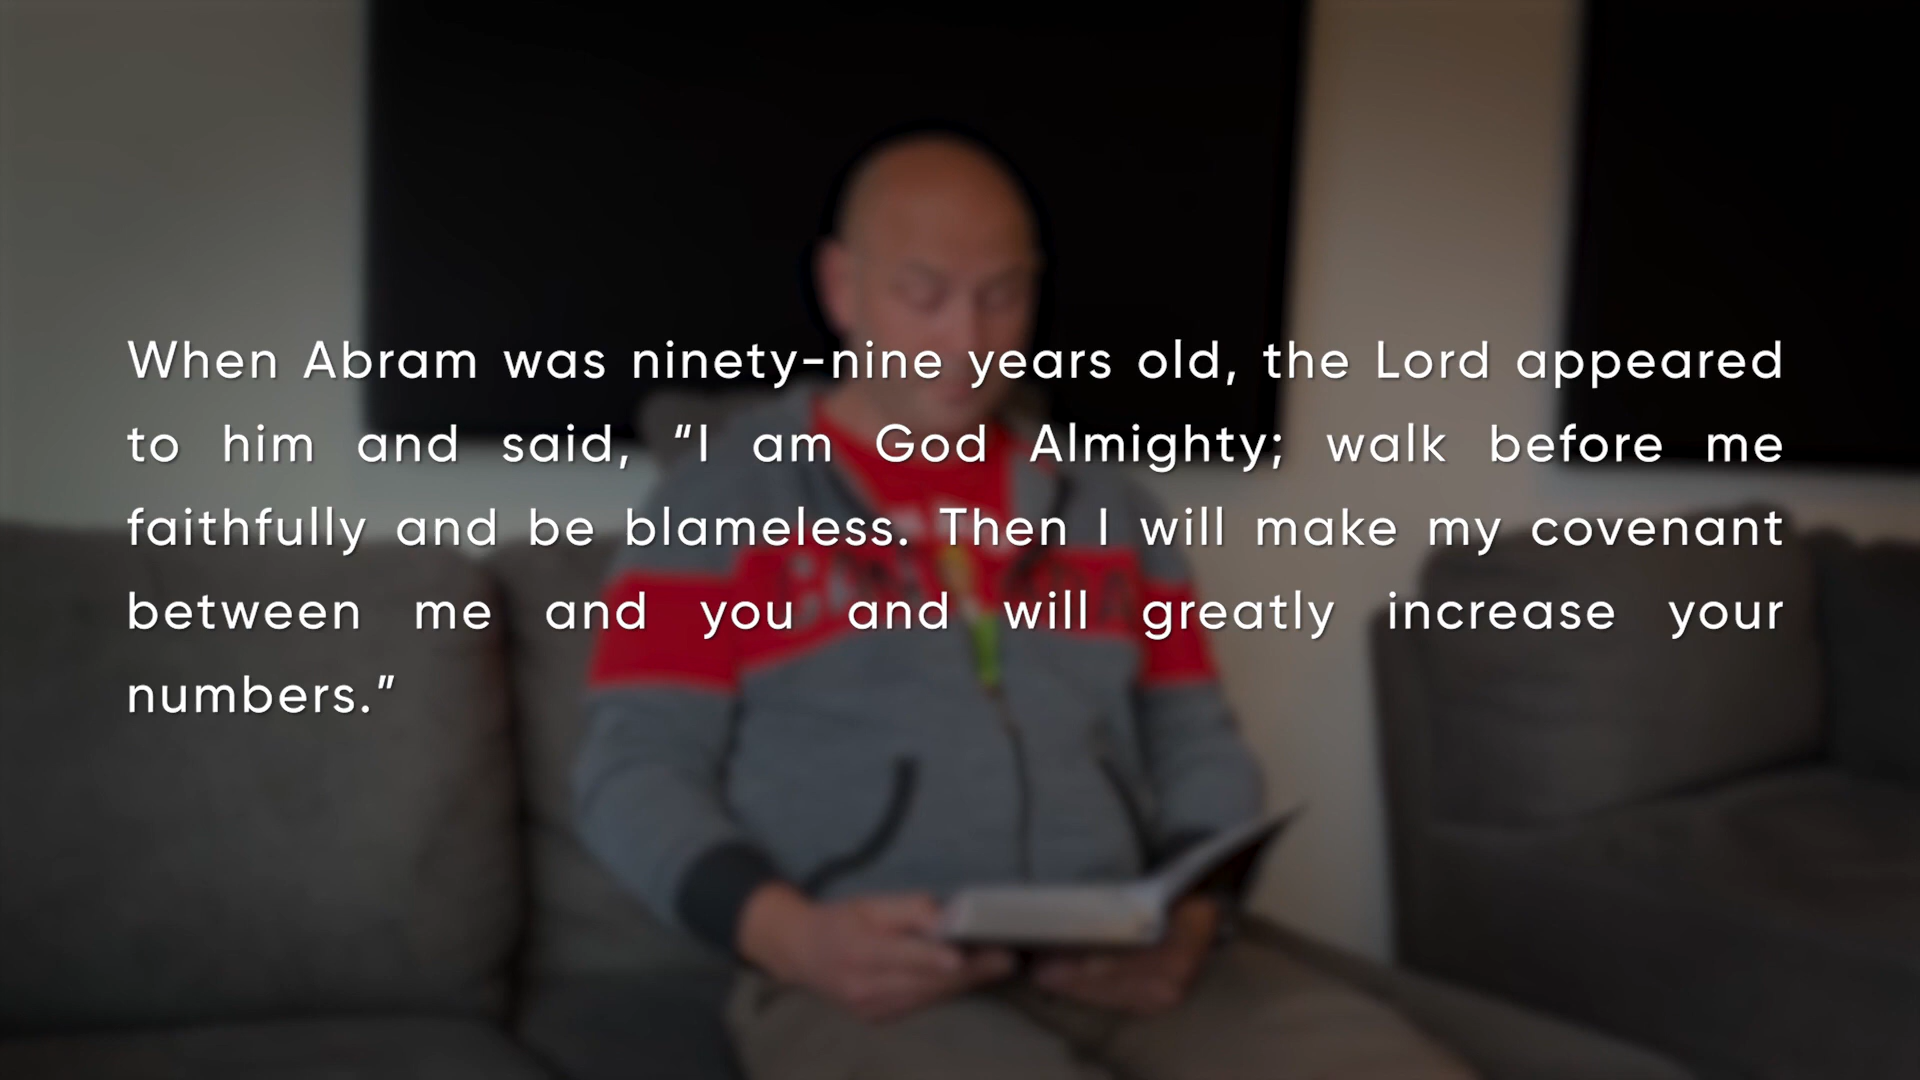 When Abram was ninety-nine years old, the Lord appeared
to him and said, “I am God Almighty; walk before me
faithfully and be blameless. Then I will make my covenant
between me and you and will greatly increase your
numbers.”